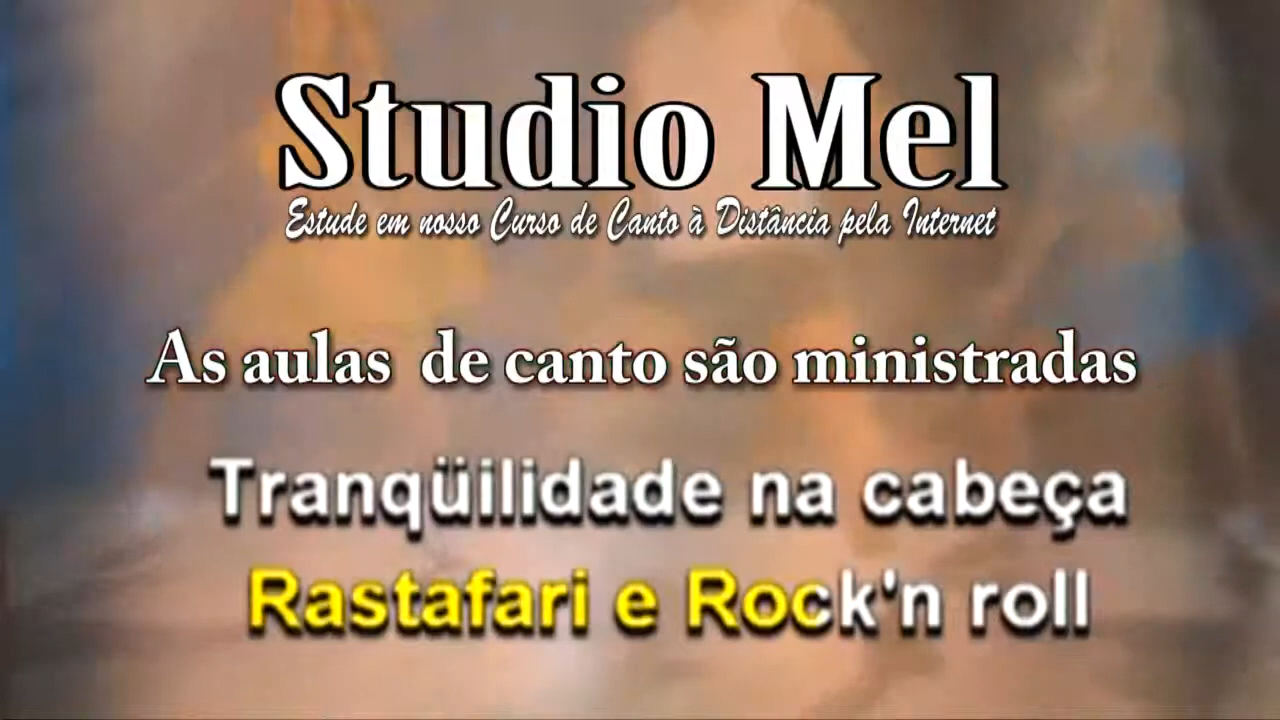 Studio Mel
Estude em nosso Curso de Canto à Distância pela Internet
As aulas de canto são ministradas
Tranqüilidade na cabeça
Rastafari e Rock'n roll